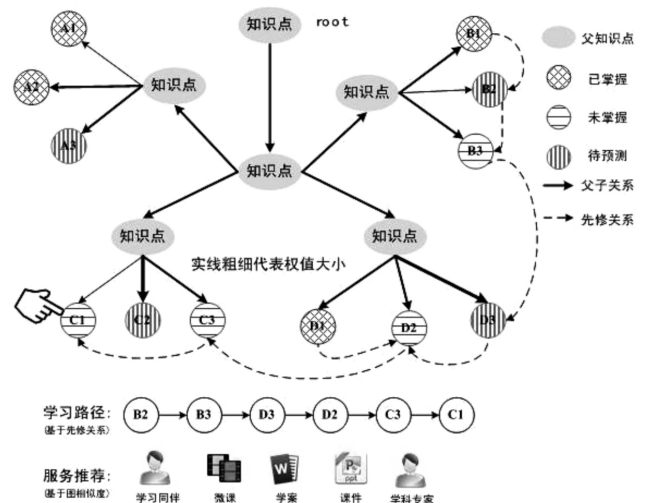 知识点 root
A1
B1
父知识点
知识点
知识点
A2
B2
已掌握
A3
B3
未掌握
待预测
知识点
父子关系
先修关系
知识点
知识点
实线粗细代表权值大小
C1
C2
C3
D1
D2
D3
学习路径：
(基于先修关系)
B2
B3
D3
D2
C3
C1
服务推荐：
(基于图相似度)
W
P
ppt
学习同伴
微课
学案
课件
学科专家